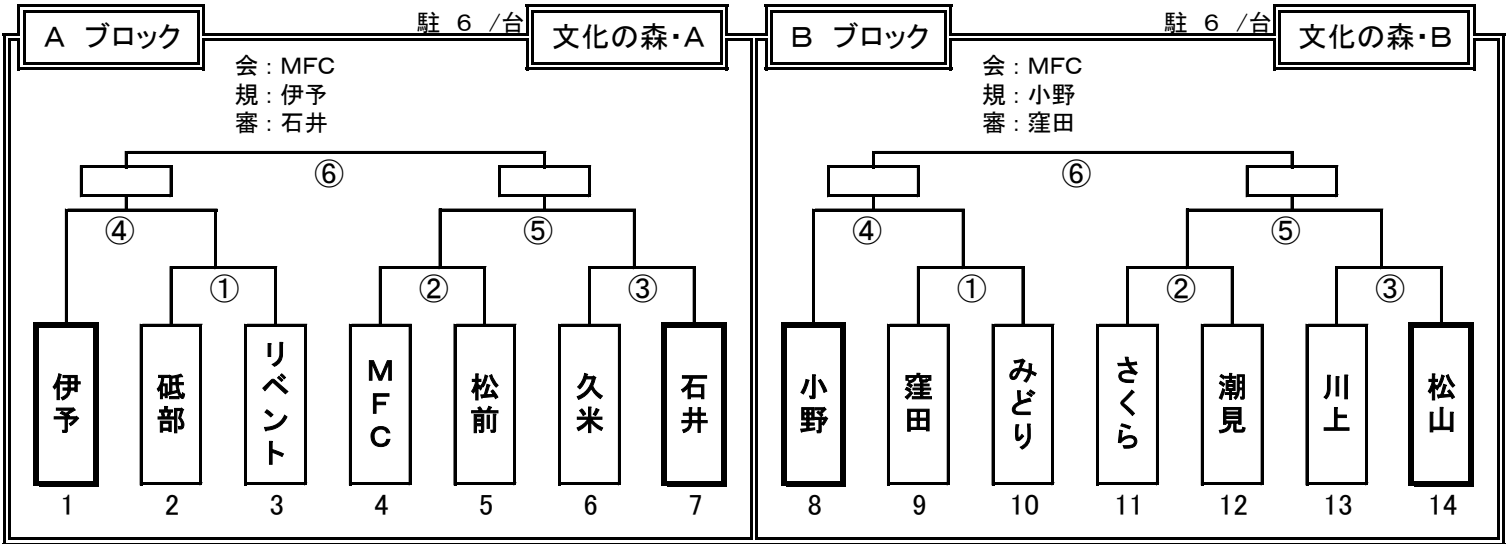 A ブロック
駐 6 /台
文化の森・A
会：MFC
規：伊予
審：石井
⑥
④
⑤
①
②
③
伊予
砥部
リベント
MFC
松前
久米
石井
1
2
3
4
5
6
7
B ブロック
駐 6 /台
文化の森・B
会：MFC
規：小野
審：窪田
⑥
④
⑤
①
②
③
小野
窪田
みどり
さくら
潮見
川上
松山
8
9
10
11
12
13
14